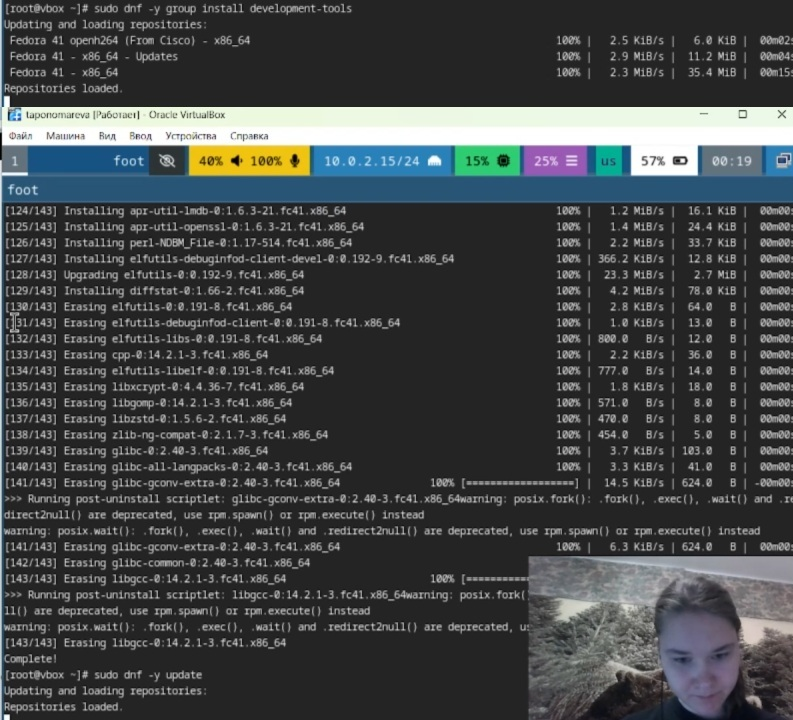 [root@vbox ~]# sudo dnf -y group install development-tools
Updating and loading repositories:
Fedora 41 openh264 (From Cisco) - x86_64 100% | 2.5 KiB/s | 6.0 KiB | 00m02s
Fedora 41 - x86_64 - Updates 100% | 2.9 MiB/s | 11.2 MiB | 00m04s
Fedora 41 - x86_64 100% | 2.3 MiB/s | 35.4 MiB | 00m15s
Repositories loaded.
taponomareva [Работает] - Oracle VirtualBox
Файл Машина Вид Ввод Устройства Справка
1 foot 40% 100% 10.0.2.15/24 15% 25% us 57% 00:19
foot
[124/143] Installing apr-util-lmdb-0:1.6.3-21.fc41.x86_64 100% | 1.2 MiB/s | 16.1 KiB | 00m00s
[125/143] Installing apr-util-openssl-0:1.6.3-21.fc41.x86_64 100% | 1.4 MiB/s | 24.4 KiB | 00m00s
[126/143] Installing perl-NDBM_File-0:1.17-514.fc41.x86_64 100% | 2.2 MiB/s | 33.7 KiB | 00m00s
[127/143] Installing elfutils-debuginfod-client-devel-0:0.192-9.fc41.x86_64 100% | 366.2 KiB/s | 12.8 KiB | 00m00s
[128/143] Upgrading elfutils-0:0.192-9.fc41.x86_64 100% | 23.3 MiB/s | 2.7 MiB | 00m00s
[129/143] Installing diffstat-0:1.66-2.fc41.x86_64 100% | 4.2 MiB/s | 78.0 KiB | 00m00s
[130/143] Erasing elfutils-0:0.191-8.fc41.x86_64 100% | 2.8 KiB/s | 64.0 B | 00m00s
[131/143] Erasing elfutils-debuginfod-client-0:0.191-8.fc41.x86_64 100% | 1.0 KiB/s | 13.0 B | 00m00s
[132/143] Erasing elfutils-libs-0:0.191-8.fc41.x86_64 100% | 800.0 B/s | 12.0 B | 00m00s
[133/143] Erasing cpp-0:14.2.1-3.fc41.x86_64 100% | 2.2 KiB/s | 36.0 B | 00m00s
[134/143] Erasing elfutils-libelf-0:0.191-8.fc41.x86_64 100% | 777.0 B/s | 14.0 B | 00m00s
[135/143] Erasing libxcrypt-0:4.4.36-7.fc41.x86_64 100% | 1.8 KiB/s | 18.0 B | 00m00s
[136/143] Erasing libgomp-0:14.2.1-3.fc41.x86_64 100% | 571.0 B/s | 8.0 B | 00m00s
[137/143] Erasing libzstd-0:1.5.6-2.fc41.x86_64 100% | 470.0 B/s | 8.0 B | 00m00s
[138/143] Erasing zlib-ng-compat-0:2.1.7-3.fc41.x86_64 100% | 454.0 B/s | 5.0 B | 00m00s
[139/143] Erasing glibc-0:2.40-3.fc41.x86_64 100% | 3.7 KiB/s | 103.0 B | 00m00s
[140/143] Erasing glibc-all-langpacks-0:2.40-3.fc41.x86_64 100% | 3.3 KiB/s | 41.0 B | 00m00s
[141/143] Erasing glibc-gconv-extra-0:2.40-3.fc41.x86_64 100% [==================] | 14.5 KiB/s | 624.0 B | -00m00s
>>> Running post-uninstall scriptlet: glibc-gconv-extra-0:2.40-3.fc41.x86_64warning: posix.fork(): .fork(), .exec(), .wait() and .re
direct2null() are deprecated, use rpm.spawn() or rpm.execute() instead
warning: posix.wait(): .fork(), .exec(), .wait() and .redirect2null() are deprecated, use rpm.spawn() or rpm.execute() instead
[141/143] Erasing glibc-gconv-extra-0:2.40-3.fc41.x86_64 100% | 6.3 KiB/s | 624.0 B | 00m00s
[142/143] Erasing glibc-common-0:2.40-3.fc41.x86_64
[143/143] Erasing libgcc-0:14.2.1-3.fc41.x86_64 100% [==========
>>> Running post-uninstall scriptlet: libgcc-0:14.2.1-3.fc41.x86_64warning: posix.fork()
ll() are deprecated, use rpm.spawn() or rpm.execute() instead
warning: posix.wait(): .fork(), .exec(), .wait() and .redirect2null() are deprecated, us
[143/143] Erasing libgcc-0:14.2.1-3.fc41.x86_64
Complete!
[root@vbox ~]# sudo dnf -y update
Updating and loading repositories:
Repositories loaded.